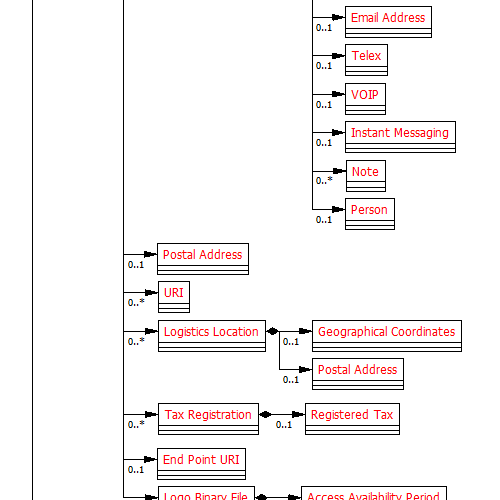 Email Address
0..1
Telex
0..1
VOIP
0..1
Instant Messaging
0..1
Note
0..*
Person
0..1
Postal Address
0..1
URI
0..*
Logistics Location
0..*
Geographical Coordinates
0..1
Postal Address
0..1
Tax Registration
0..*
Registered Tax
0..1
End Point URI
0..1
Logo Binary File
Access Availability Period